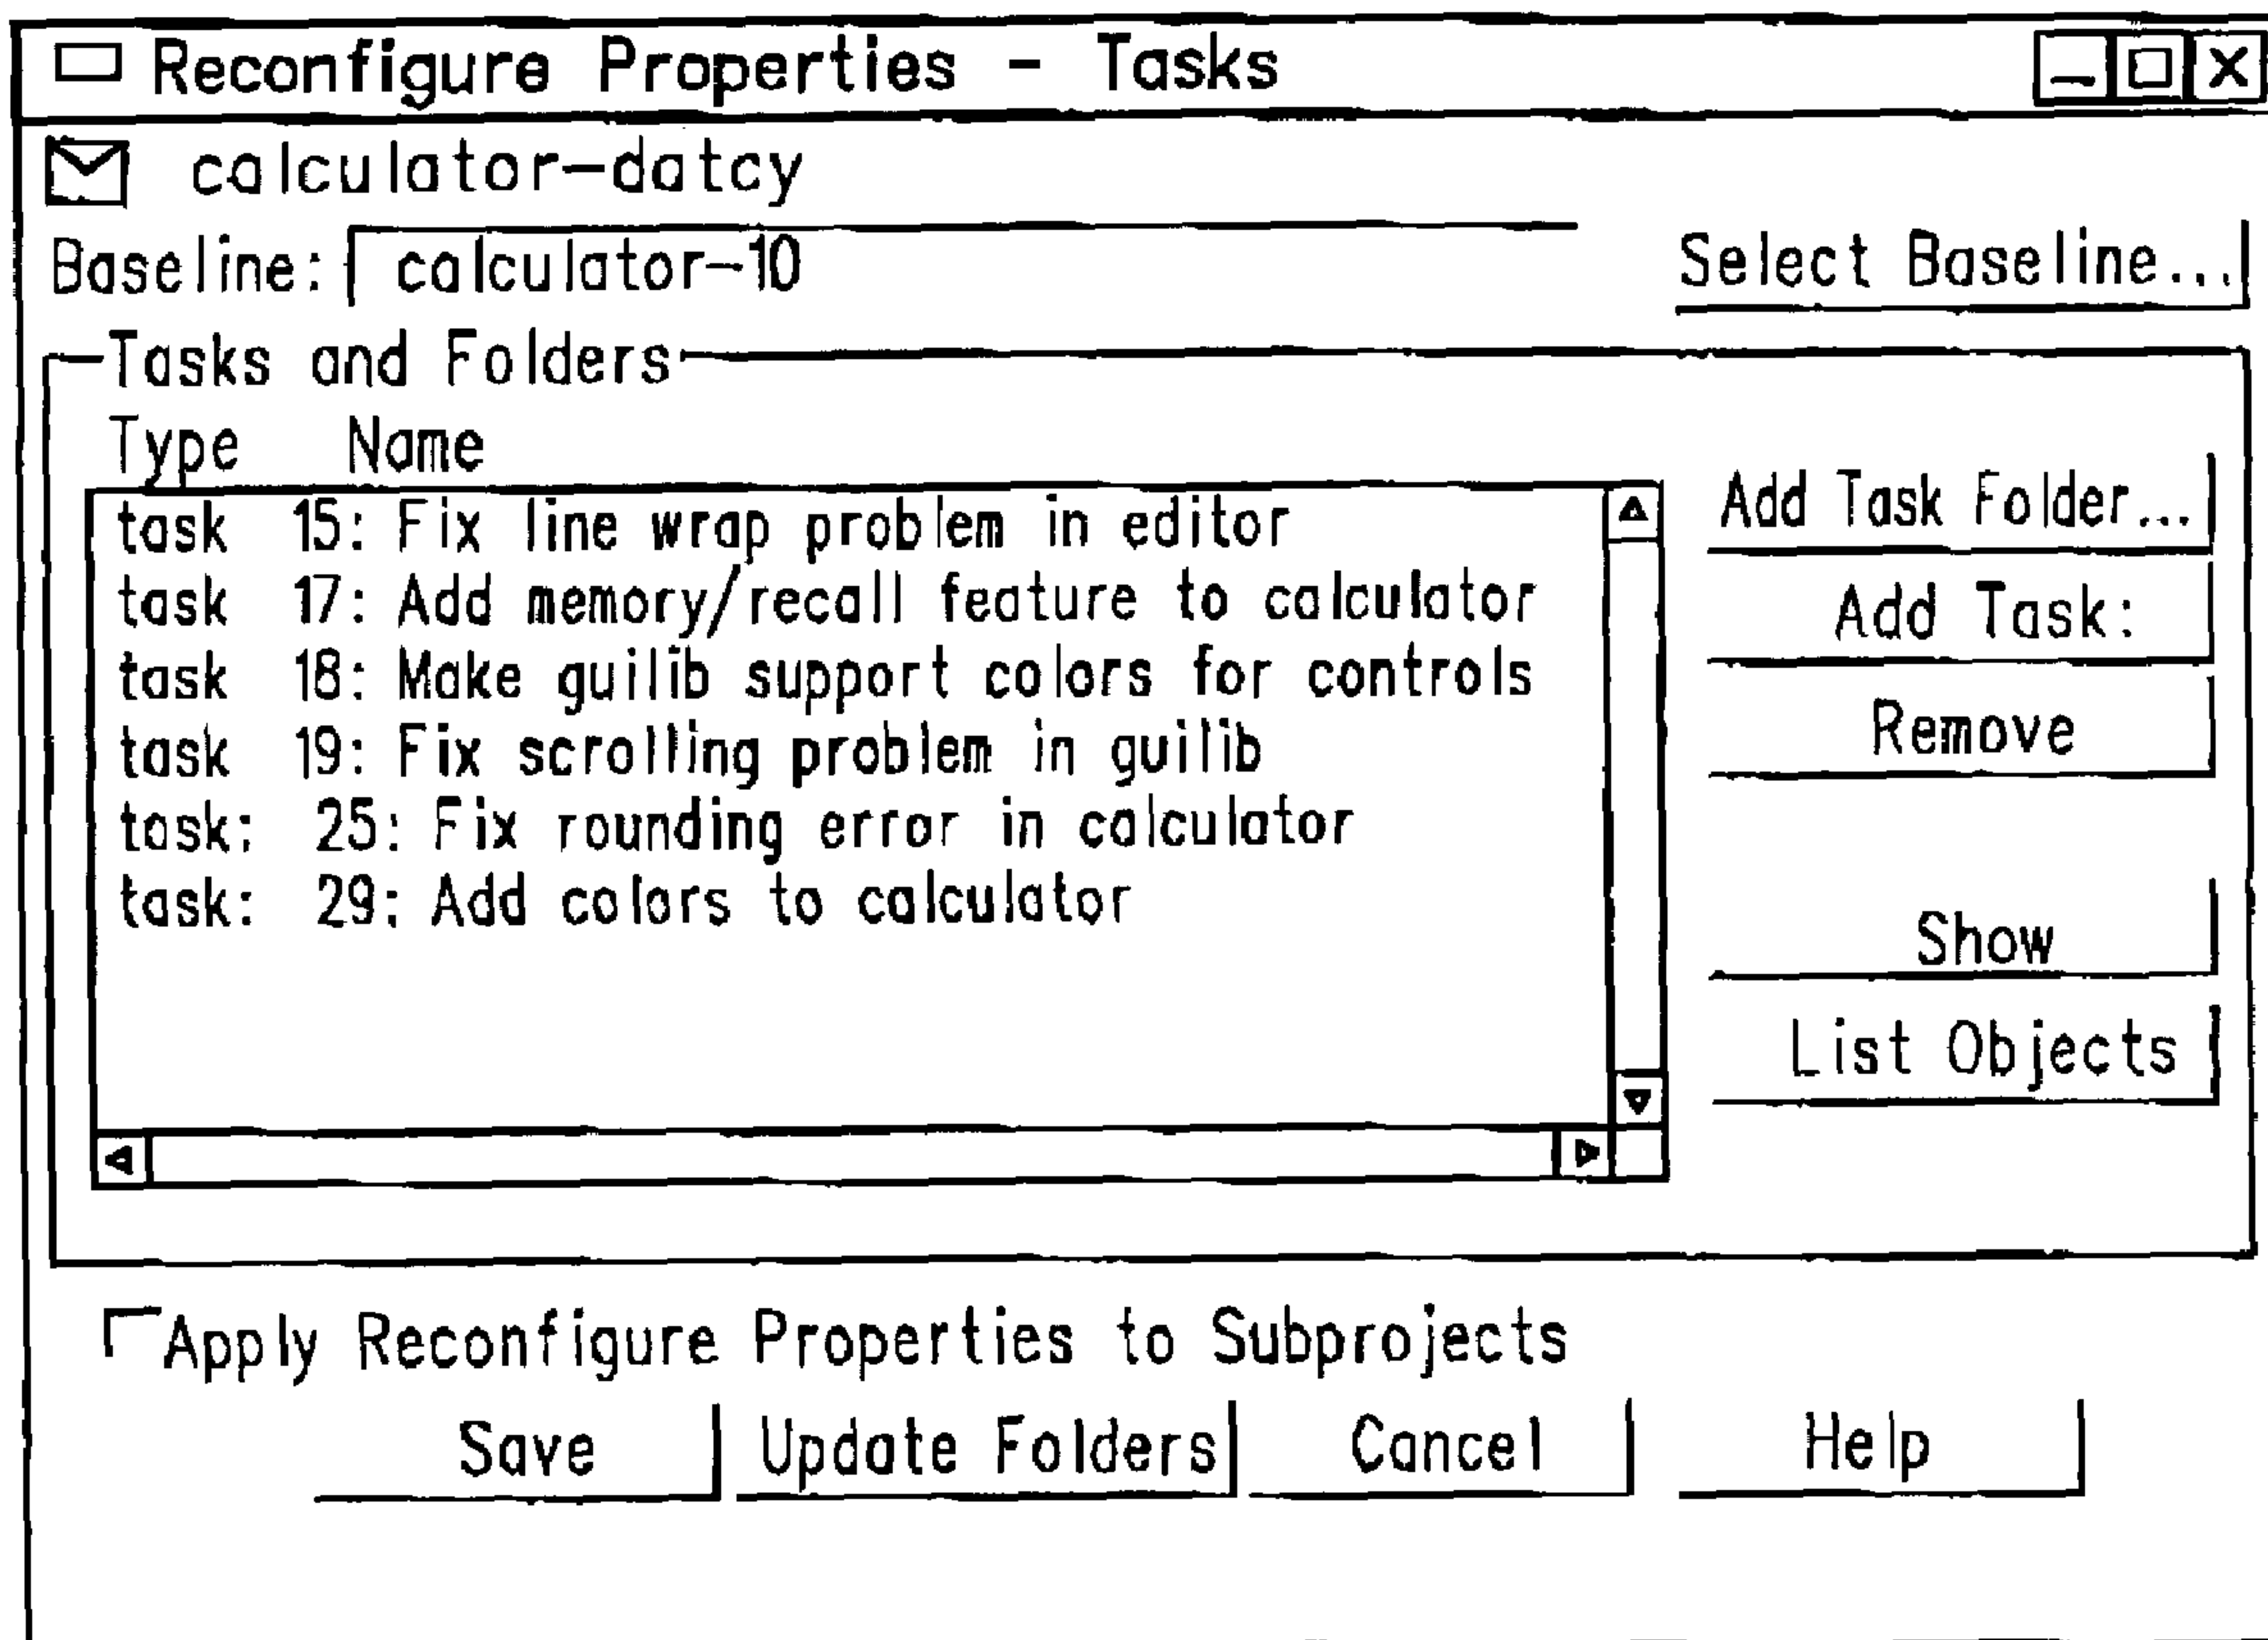 Reconfigure Properties - Tasks
calculator-datcy
Baseline: calculator-10
Select Baseline...
Tasks and Folders
Type Name
task 15: Fix line wrap problem in editor
task 17: Add memory/recall feature to calculator
task 18: Make guilib support colors for controls
task 19: Fix scrolling problem in guilib
task: 25: Fix rounding error in calculator
task: 29: Add colors to calculator
Add Task Folder...
Add Task:
Remove
Show
List Objects
Apply Reconfigure Properties to Subprojects
Save Update Folders Cancel Help